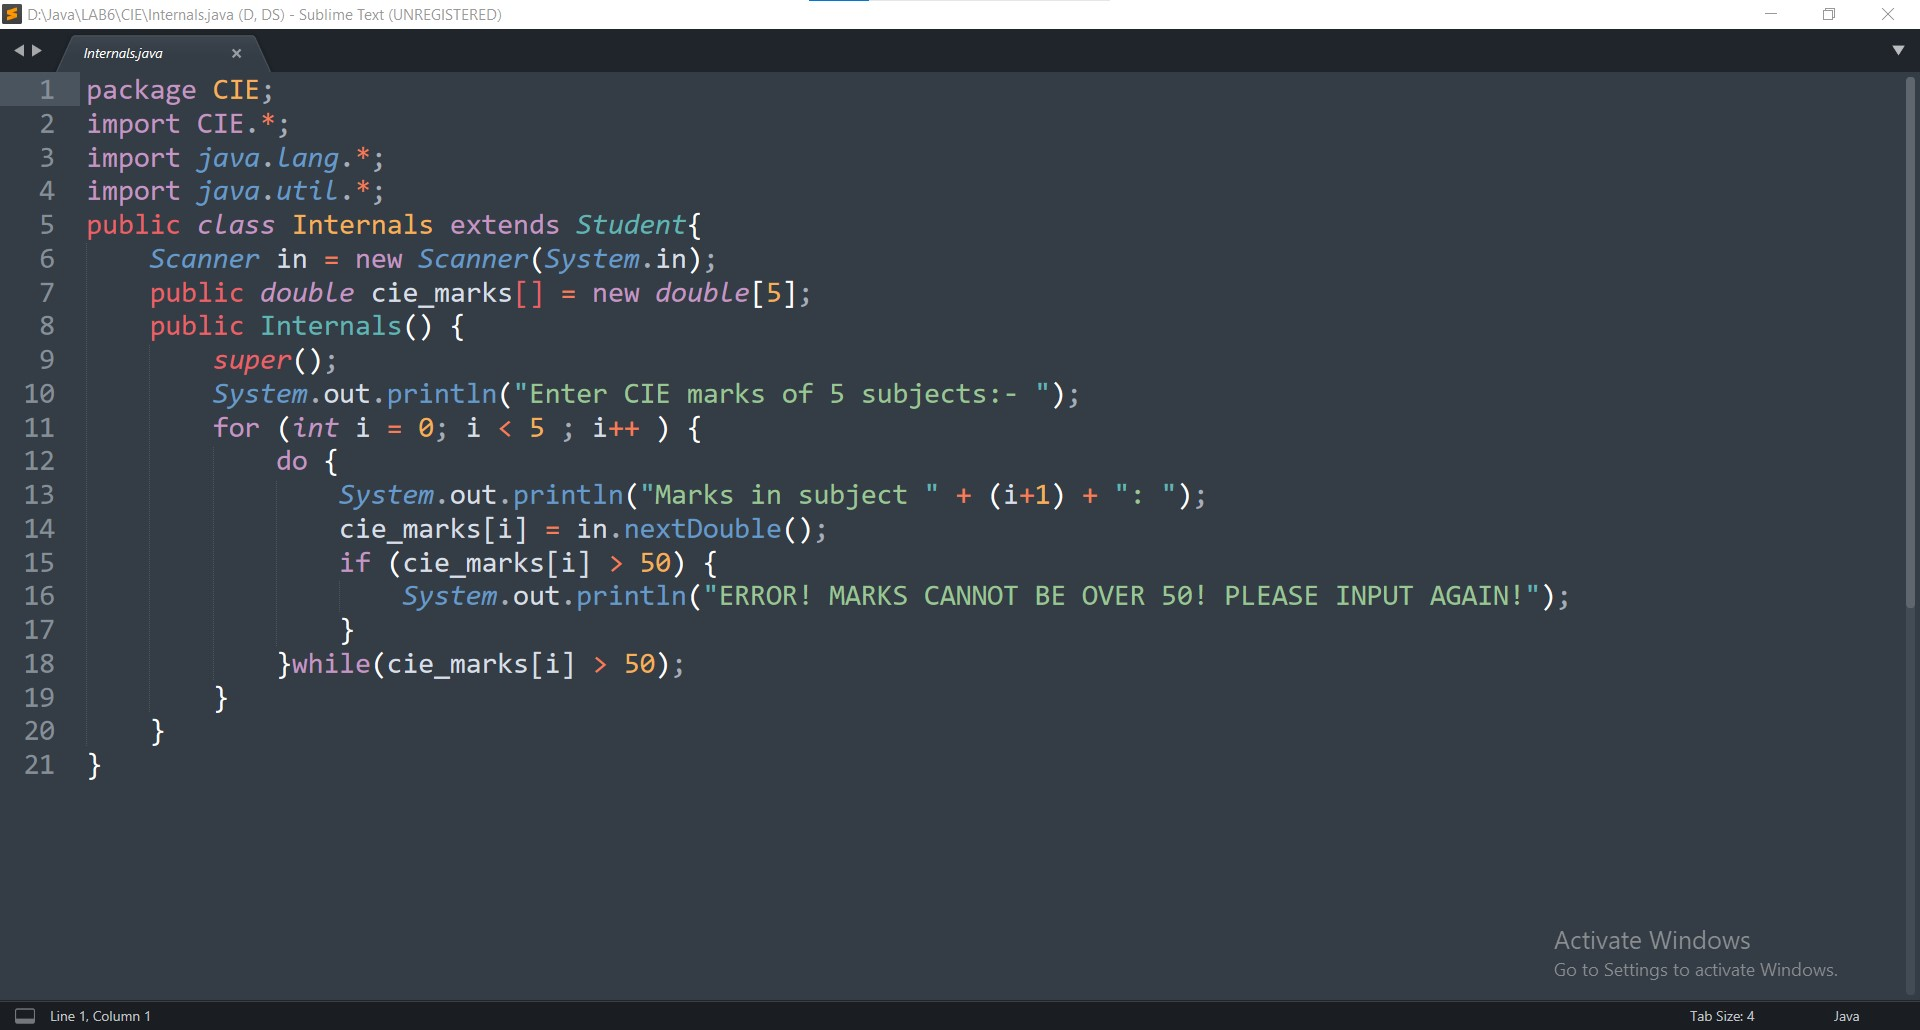 D:\Java\LAB6\CIE\Internals.java (D, DS) - Sublime Text (UNREGISTERED)
Internals.java
1 package CIE;
2 import CIE.*;
3 import java.lang.*;
4 import java.util.*;
5 public class Internals extends Student{
6     Scanner in = new Scanner(System.in);
7     public double cie_marks[] = new double[5];
8     public Internals() {
9         super();
10         System.out.println("Enter CIE marks of 5 subjects:- ");
11         for (int i = 0; i < 5 ; i++ ) {
12             do {
13                 System.out.println("Marks in subject " + (i+1) + ": ");
14                 cie_marks[i] = in.nextDouble();
15                 if (cie_marks[i] > 50) {
16                     System.out.println("ERROR! MARKS CANNOT BE OVER 50! PLEASE INPUT AGAIN!");
17                 }
18             }while(cie_marks[i] > 50);
19         }
20     }
21 }
Activate Windows
Go to Settings to activate Windows.
Line 1, Column 1
Tab Size: 4
Java